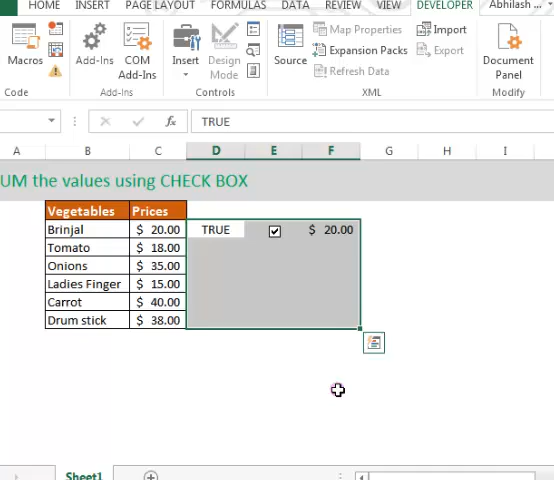 HOME INSERT PAGE LAYOUT FORMULAS DATA REVIEW VIEW DEVELOPER Abhilash ...
Macros
Add-Ins
COM
Add-Ins
Insert
Design
Mode
Source
Map Properties
Expansion Packs
Refresh Data
Import
Export
Document
Panel
Code Add-Ins Controls XML Modify
fx TRUE
A B C D E F G H I
UM the values using CHECK BOX
Vegetables Prices
Brinjal $ 20.00 TRUE $ 20.00
Tomato $ 18.00
Onions $ 35.00
Ladies Finger $ 15.00
Carrot $ 40.00
Drum stick $ 38.00
Sheet1